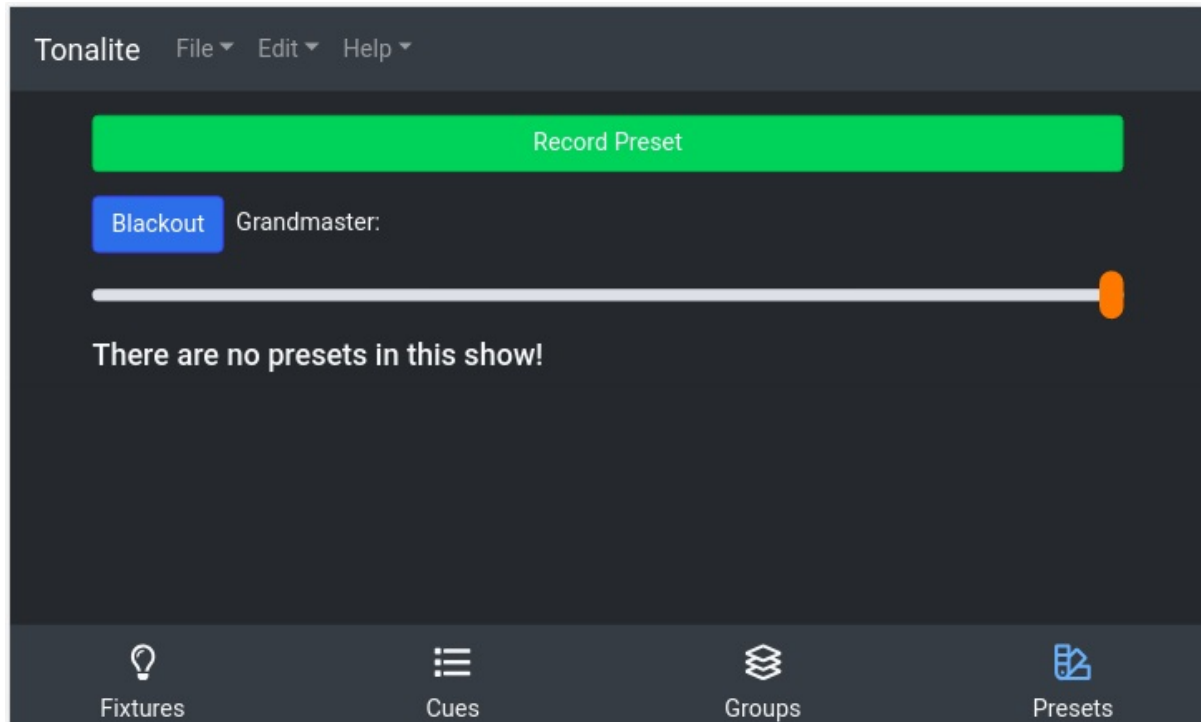 Tonalite File Edit Help
Record Preset
Blackout Grandmaster:
There are no presets in this show!
Fixtures Cues Groups Presets